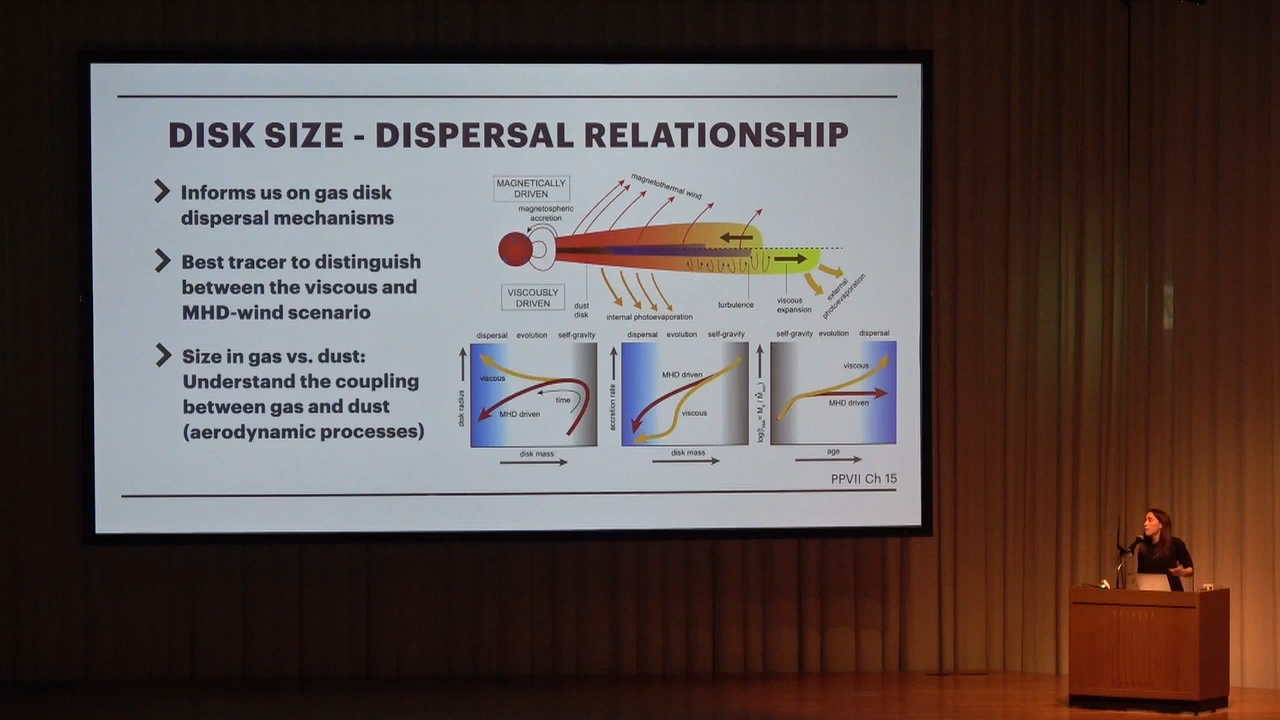 DISK SIZE - DISPERSAL RELATIONSHIP
Informs us on gas disk
dispersal mechanisms
Best tracer to distinguish
between the viscous and
MHD-wind scenario
Size in gas vs. dust:
Understand the coupling
between gas and dust
(aerodynamic processes)
MAGNETICALLY
DRIVEN
magnetothermal wind
magnetospheric
accretion
VISCOUSLY
DRIVEN
dust
disk
internal photoevaporation
turbulence
viscous
expansion
external
photoevaporation
dispersal evolution self-gravity
disk radius
viscous
time
MHD driven
disk mass
dispersal evolution self-gravity
accretion rate
MHD driven
viscous
disk mass
self-gravity evolution dispersal
viscous
MHD driven
age
PPVII Ch 15